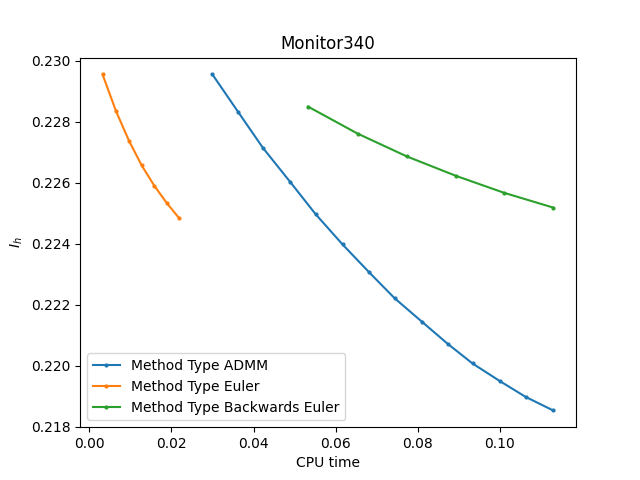 Monitor340
0.230
0.228
0.226
0.224
0.222
0.220
0.218
I_h
Method Type ADMM
Method Type Euler
Method Type Backwards Euler
0.00 0.02 0.04 0.06 0.08 0.10
CPU time